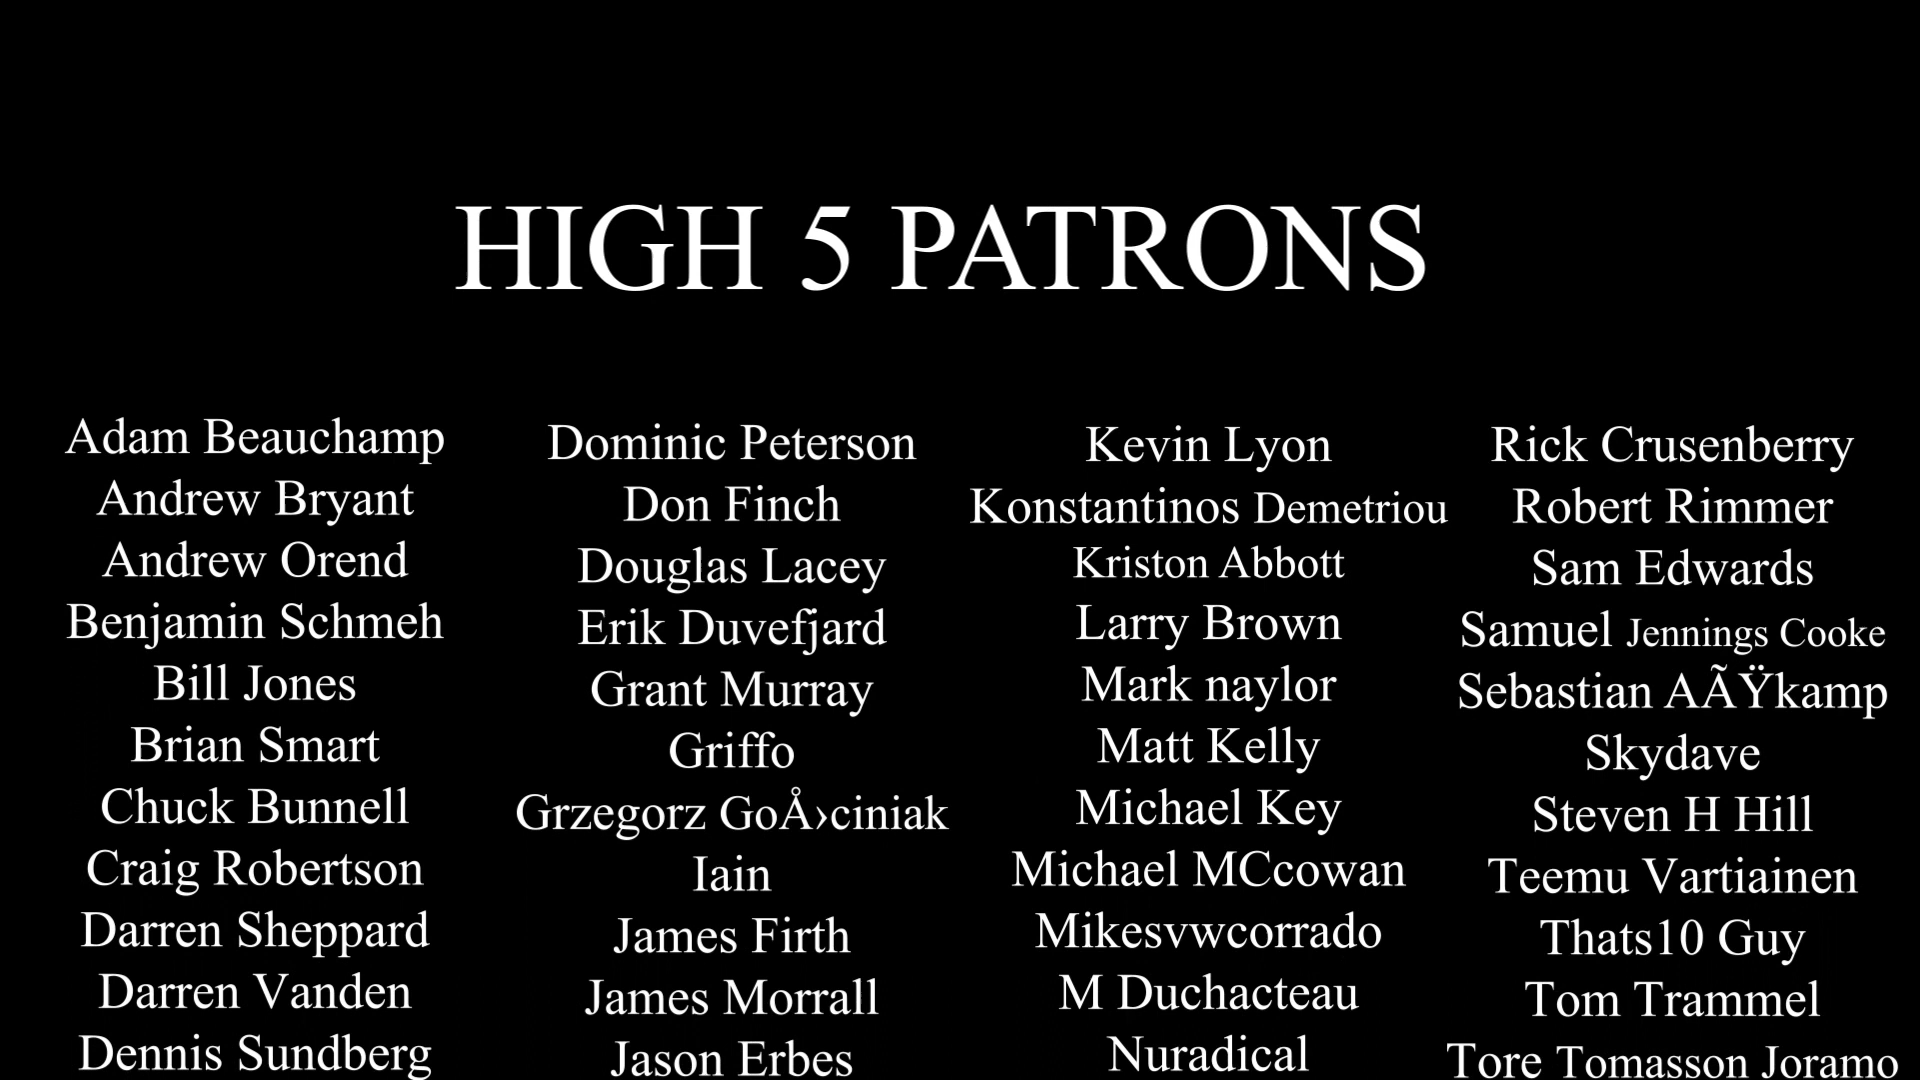 HIGH 5 PATRONS
Adam Beauchamp
Andrew Bryant
Andrew Orend
Benjamin Schmeh
Bill Jones
Brian Smart
Chuck Bunnell
Craig Robertson
Darren Sheppard
Darren Vanden
Dennis Sundberg
Dominic Peterson
Don Finch
Douglas Lacey
Erik Duvefjard
Grant Murray
Griffo
Grzegorz GoÅ›ciniak
Iain
James Firth
James Morrall
Jason Erbes
Kevin Lyon
Konstantinos Demetriou
Kriston Abbott
Larry Brown
Mark naylor
Matt Kelly
Michael Key
Michael MCcowan
Mikesvwcorrado
M Duchacteau
Nuradical
Rick Crusenberry
Robert Rimmer
Sam Edwards
Samuel Jennings Cooke
Sebastian AÃŸkamp
Skydave
Steven H Hill
Teemu Vartiainen
Thats10 Guy
Tom Trammel
Tore Tomasson Joramo